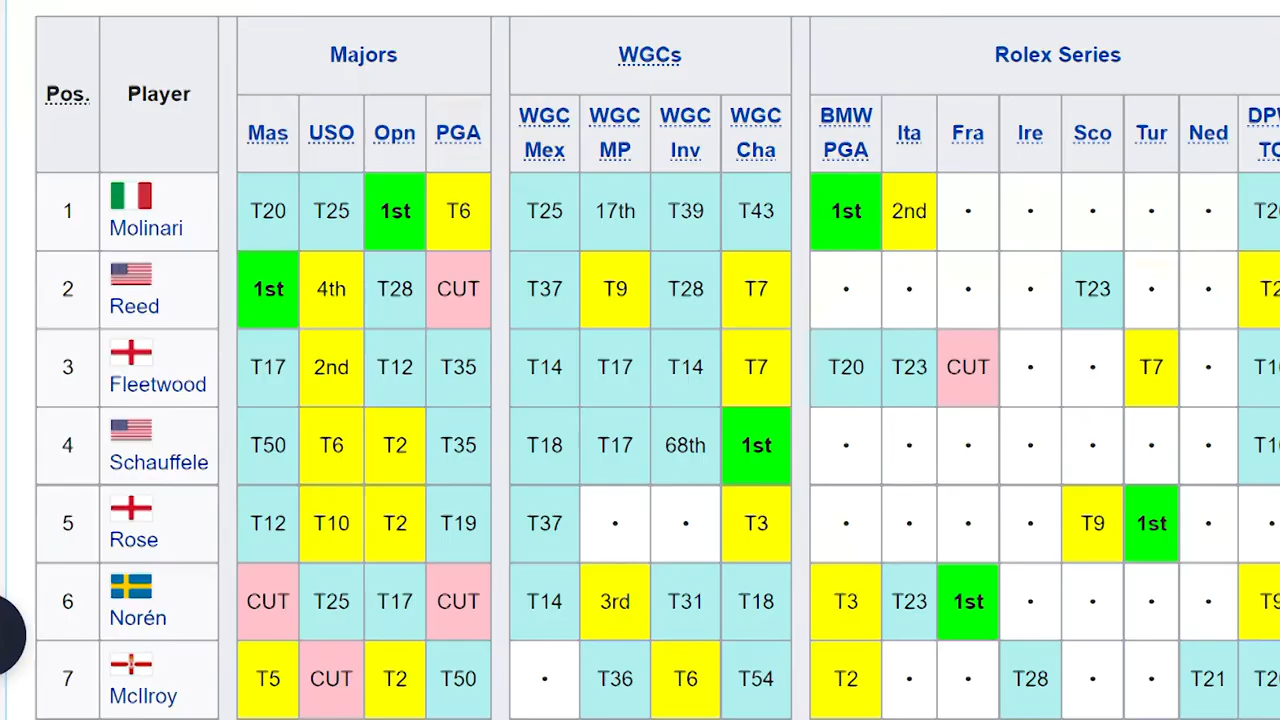 Pos. Player Majors WGCs Rolex Series
Mas USO Opn PGA WGC Mex WGC MP WGC Inv WGC Cha BMW PGA Ita Fra Ire Sco Tur Ned
1 Molinari T20 T25 1st T6 T25 17th T39 T43 1st 2nd • • • • •
2 Reed 1st 4th T28 CUT T37 T9 T28 T7 • • • • T23 • •
3 Fleetwood T17 2nd T12 T35 T14 T17 T14 T7 T20 T23 CUT • • T7 •
4 Schauffele T50 T6 T2 T35 T18 T17 68th 1st • • • • • • •
5 Rose T12 T10 T2 T19 T37 • • T3 • • • • T9 1st • •
6 Norén CUT T25 T17 CUT T14 3rd T31 T18 T3 T23 1st • • • •
7 McIlroy T5 CUT T2 T50 • T36 T6 T54 T2 • • T28 • • T21